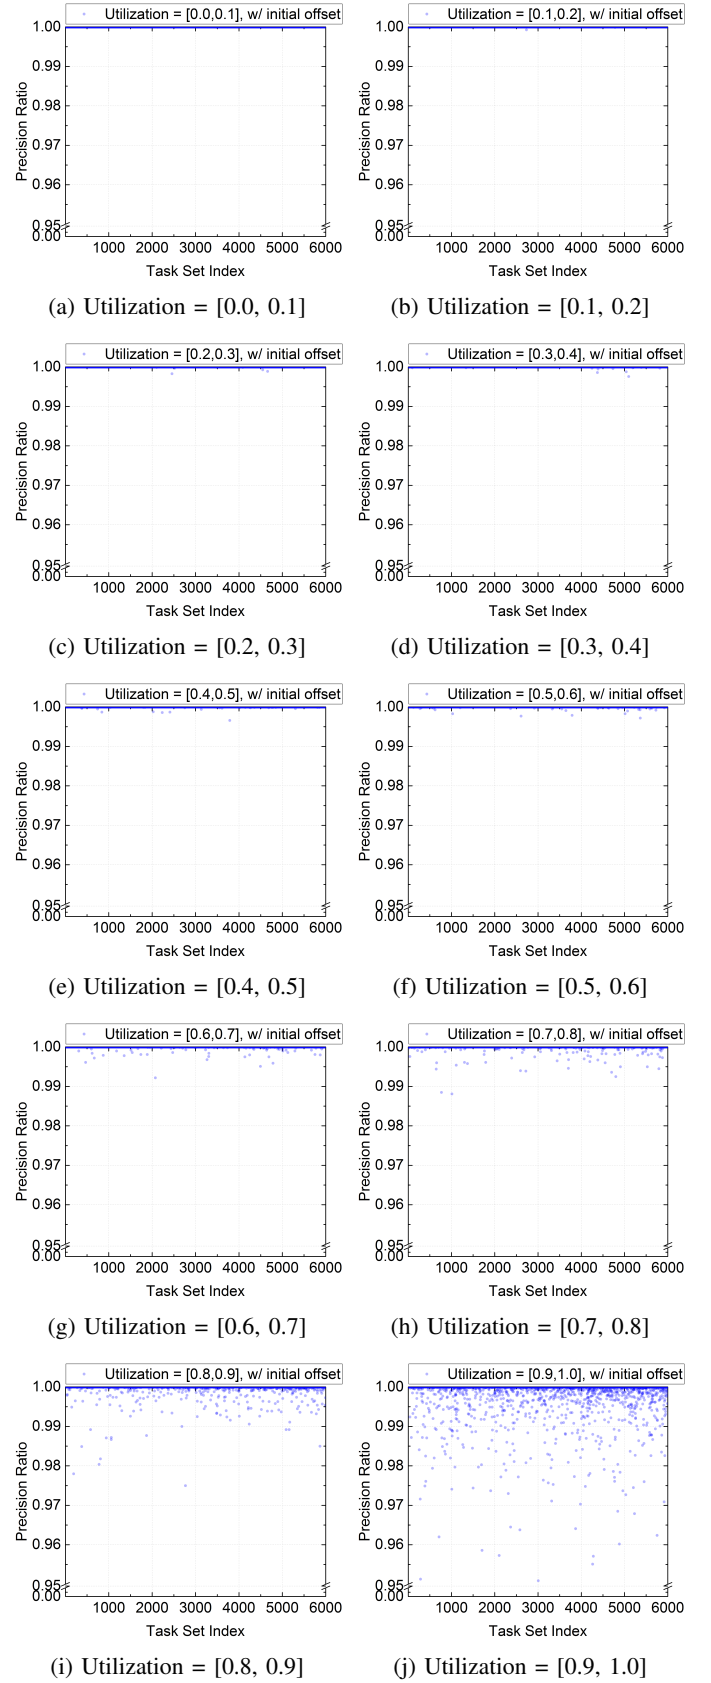 Utilization = [0.0,0.1], w/ initial offset
1.00
0.99
0.98
0.97
0.96
0.95
0.00
Precision Ratio
1000 2000 3000 4000 5000 6000
Task Set Index
(a) Utilization = [0.0, 0.1]
Utilization = [0.1,0.2], w/ initial offset
1.00
0.99
0.98
0.97
0.96
0.95
0.00
Precision Ratio
1000 2000 3000 4000 5000 6000
Task Set Index
(b) Utilization = [0.1, 0.2]
Utilization = [0.2,0.3], w/ initial offset
1.00
0.99
0.98
0.97
0.96
0.95
0.00
Precision Ratio
1000 2000 3000 4000 5000 6000
Task Set Index
(c) Utilization = [0.2, 0.3]
Utilization = [0.3,0.4], w/ initial offset
1.00
0.99
0.98
0.97
0.96
0.95
0.00
Precision Ratio
1000 2000 3000 4000 5000 6000
Task Set Index
(d) Utilization = [0.3, 0.4]
Utilization = [0.4,0.5], w/ initial offset
1.00
0.99
0.98
0.97
0.96
0.95
0.00
Precision Ratio
1000 2000 3000 4000 5000 6000
Task Set Index
(e) Utilization = [0.4, 0.5]
Utilization = [0.5,0.6], w/ initial offset
1.00
0.99
0.98
0.97
0.96
0.95
0.00
Precision Ratio
1000 2000 3000 4000 5000 6000
Task Set Index
(f) Utilization = [0.5, 0.6]
Utilization = [0.6,0.7], w/ initial offset
1.00
0.99
0.98
0.97
0.96
0.95
0.00
Precision Ratio
1000 2000 3000 4000 5000 6000
Task Set Index
(g) Utilization = [0.6, 0.7]
Utilization = [0.7,0.8], w/ initial offset
1.00
0.99
0.98
0.97
0.96
0.95
0.00
Precision Ratio
1000 2000 3000 4000 5000 6000
Task Set Index
(h) Utilization = [0.7, 0.8]
Utilization = [0.8,0.9], w/ initial offset
1.00
0.99
0.98
0.97
0.96
0.95
0.00
Precision Ratio
1000 2000 3000 4000 5000 6000
Task Set Index
(i) Utilization = [0.8, 0.9]
Utilization = [0.9,1.0], w/ initial offset
1.00
0.99
0.98
0.97
0.96
0.95
0.00
Precision Ratio
1000 2000 3000 4000 5000 6000
Task Set Index
(j) Utilization = [0.9, 1.0]